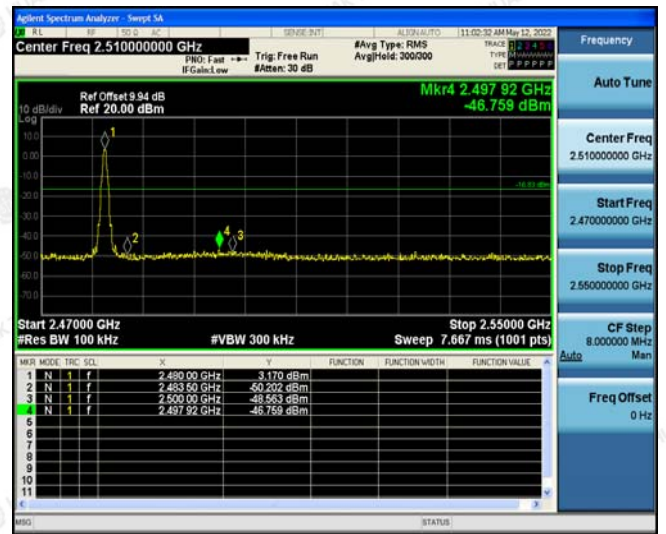 Agilent Spectrum Analyzer - Swept SA
RL RF 50 Ω AC SENSE:INT ALIGN AUTO 11:02:32 AM May 12, 2022
Center Freq 2.510000000 GHz
PNO: Fast
IFGain:Low
Trig: Free Run
#Atten: 30 dB
#Avg Type: RMS
Avg|Hold: 300/300
TRACE 1 2 3 4 5 6
TYPE
DET P P P P P P
Mkr4 2.497 92 GHz
-46.759 dBm
Ref Offset 9.94 dB
Ref 20.00 dBm
10 dB/div
Log
10.0
0.00
-10.0
-20.0
-30.0
-40.0
-50.0
-60.0
-70.0
1
2
4
3
-16.83 dBm
Start 2.47000 GHz
Stop 2.55000 GHz
#Res BW 100 kHz
#VBW 300 kHz
Sweep 7.667 ms (1001 pts)
MKR MODE TRC SCL X Y FUNCTION FUNCTION WIDTH FUNCTION VALUE
1 N 1 f 2.480 00 GHz 3.170 dBm
2 N 1 f 2.483 50 GHz -50.202 dBm
3 N 1 f 2.500 00 GHz -48.563 dBm
4 N 1 f 2.497 92 GHz -46.759 dBm
5
6
7
8
9
10
11
MSG
STATUS
Frequency
Auto Tune
Center Freq
2.510000000 GHz
Start Freq
2.470000000 GHz
Stop Freq
2.550000000 GHz
CF Step
8.000000 MHz
Auto Man
Freq Offset
0 Hz